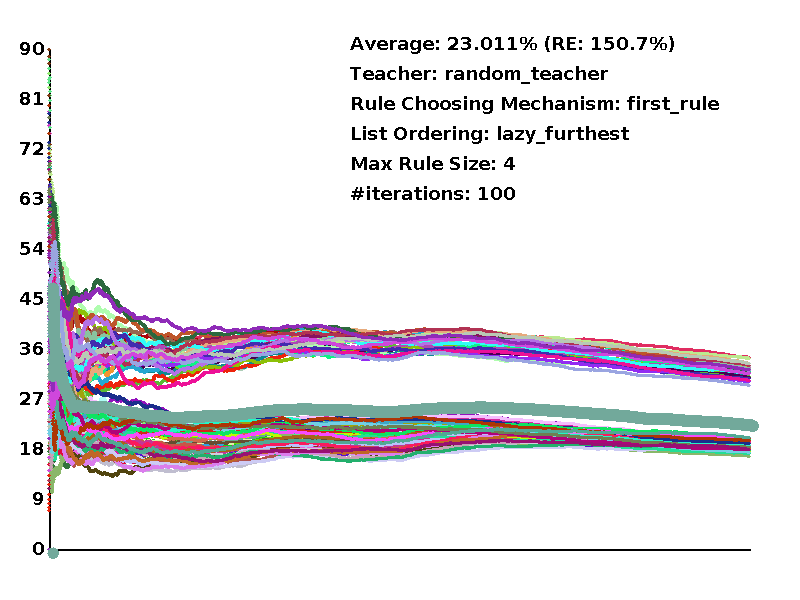 Average: 23.011% (RE: 150.7%)
Teacher: random_teacher
Rule Choosing Mechanism: first_rule
List Ordering: lazy_furthest
Max Rule Size: 4
#iterations: 100
90
81
72
63
54
45
36
27
18
9
0